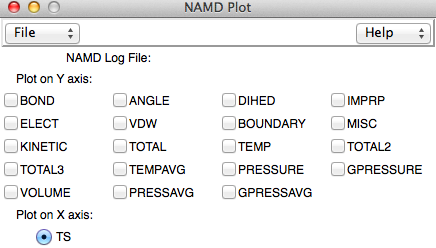 NAMD Plot
File Help
NAMD Log File:
Plot on Y axis:
BOND ANGLE DIHED IMPRP
ELECT VDW BOUNDARY MISC
KINETIC TOTAL TEMP TOTAL2
TOTAL3 TEMPAVG PRESSURE GPRESSURE
VOLUME PRESSAVG GPRESSAVG
Plot on X axis:
TS